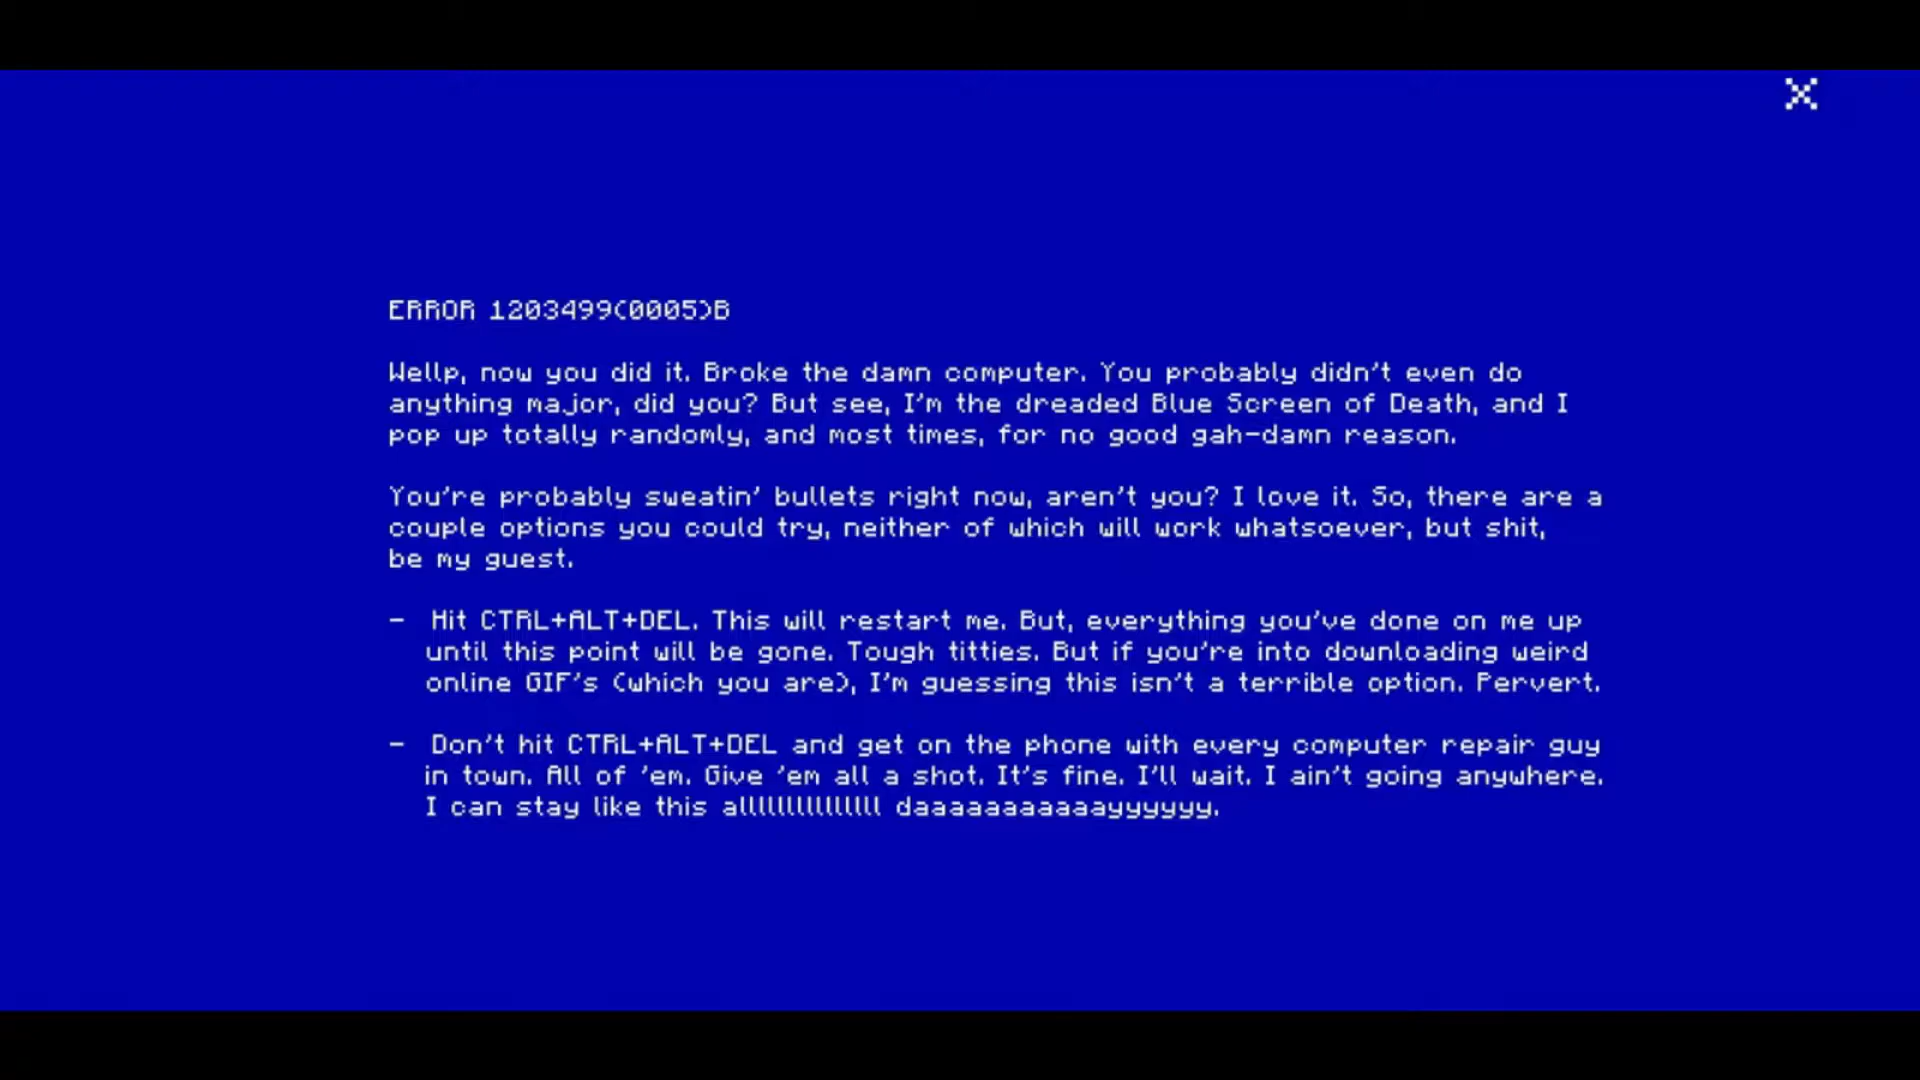 X
ERROR 1203499(0005)B
Wellp, now you did it. Broke the damn computer. You probably didn't even do
anything major, did you? But see, I'm the dreaded Blue Screen of Death, and I
pop up totally randomly, and most times, for no good gah-damn reason.
You're probably sweatin' bullets right now, aren't you? I love it. So, there are a
couple options you could try, neither of which will work whatsoever, but shit,
be my guest.
- Hit CTRL+ALT+DEL. This will restart me. But, everything you've done on me up
until this point will be gone. Tough titties. But if you're into downloading weird
online GIF's (which you are), I'm guessing this isn't a terrible option. Pervert.
- Don't hit CTRL+ALT+DEL and get on the phone with every computer repair guy
in town. All of 'em. Give 'em all a shot. It's fine. I'll wait. I ain't going anywhere.
I can stay like this allllllllllllllll daaaaaaaaaaaayyyyyy.